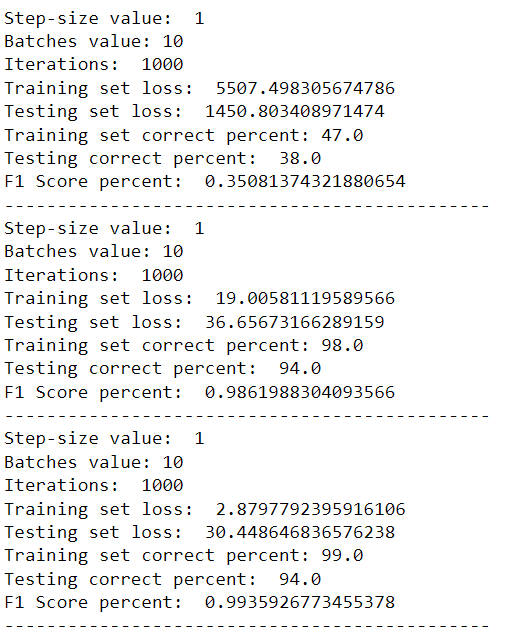 Step-size value:  1
Batches value: 10
Iterations:  1000
Training set loss:  5507.498305674786
Testing set loss:  1450.803408971474
Training set correct percent: 47.0
Testing correct percent:  38.0
F1 Score percent:  0.35081374321880654
----------------------------------------------
Step-size value:  1
Batches value: 10
Iterations:  1000
Training set loss:  19.00581119589566
Testing set loss:  36.65673166289159
Training set correct percent: 98.0
Testing correct percent:  94.0
F1 Score percent:  0.9861988304093566
----------------------------------------------
Step-size value:  1
Batches value: 10
Iterations:  1000
Training set loss:  2.8797792395916106
Testing set loss:  30.448646836576238
Training set correct percent: 99.0
Testing correct percent:  94.0
F1 Score percent:  0.9935926773455378
----------------------------------------------